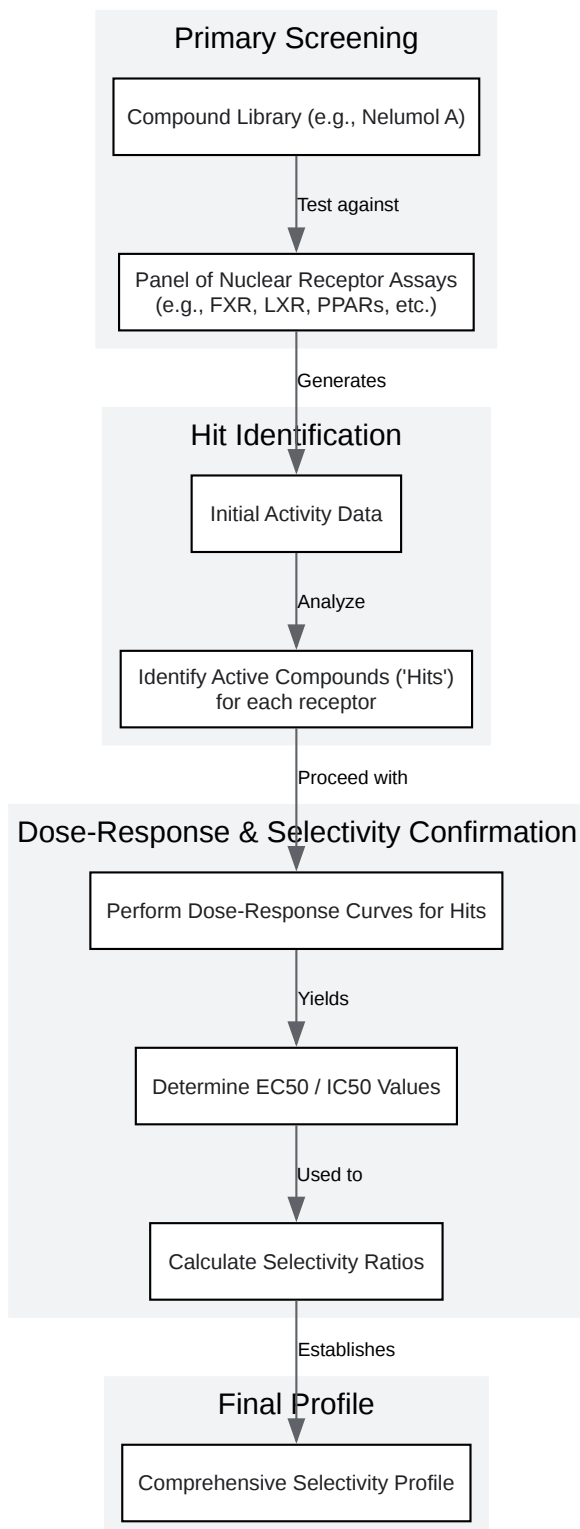 Primary Screening
Compound Library (e.g., Nelumol A)
Test against
Panel of Nuclear Receptor Assays
(e.g., FXR, LXR, PPARs, etc.)
Generates
Hit Identification
Initial Activity Data
Analyze
Identify Active Compounds ('Hits')
for each receptor
Proceed with
Dose-Response & Selectivity Confirmation
Perform Dose-Response Curves for Hits
Yields
Determine EC50 / IC50 Values
Used to
Calculate Selectivity Ratios
Establishes
Final Profile
Comprehensive Selectivity Profile